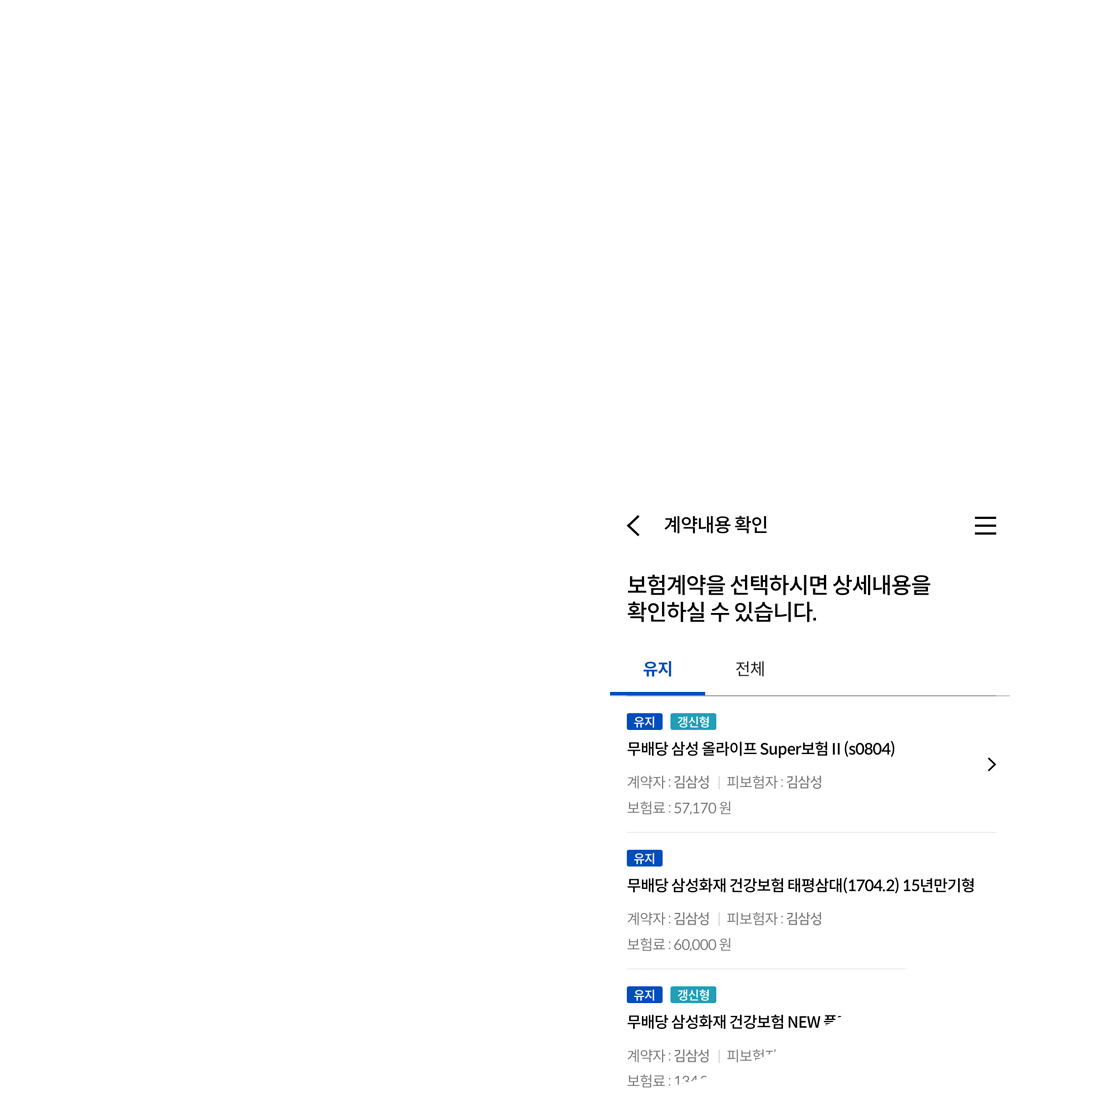 계약내용 확인
보험계약을 선택하시면 상세내용을
확인하실 수 있습니다.
유지 전체
유지 갱신형
무배당 삼성 올라이프 Super보험 II (s0804)
계약자 : 김삼성 | 피보험자 : 김삼성
보험료 : 57,170 원
유지
무배당 삼성화재 건강보험 태평삼대(1704.2) 15년만기형
계약자 : 김삼성 | 피보험자 : 김삼성
보험료 : 60,000 원
유지 갱신형
무배당 삼성화재 건강보험 NEW
계약자 : 김삼성 |
보험료 :